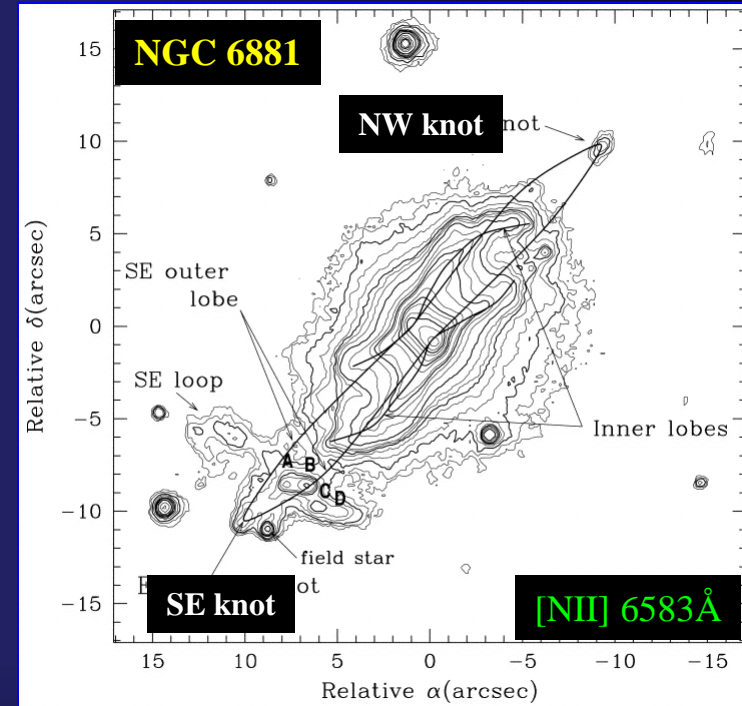 NGC 6881
NW knot
not
SE outer
lobe
SE loop
Inner lobes
A B
C D
field star
SE knot
ot
[NII] 6583Å
15
10
5
0
−5
−10
−15
15 10 5 0 −5 −10 −15
Relative δ(arcsec)
Relative α(arcsec)